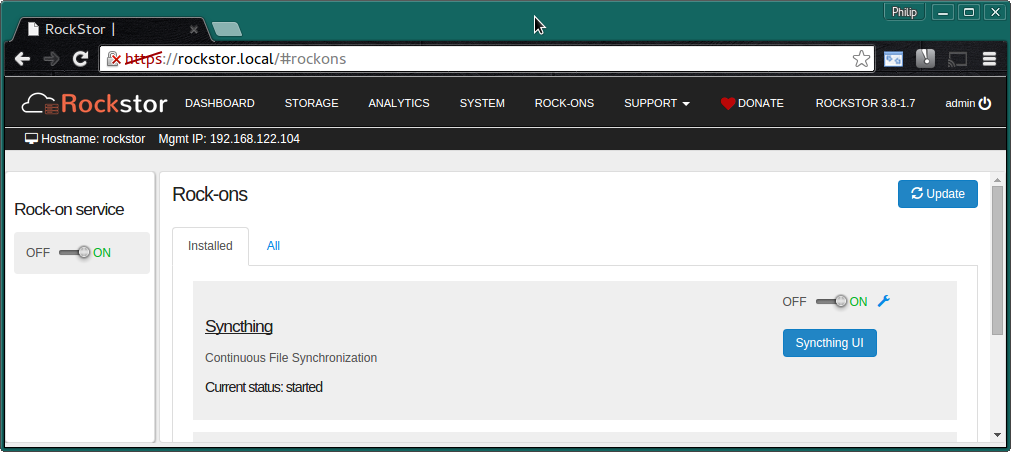 Philip
RockStor |
https://rockstor.local/#rockons
Rockstor DASHBOARD STORAGE ANALYTICS SYSTEM ROCK-ONS SUPPORT DONATE ROCKSTOR 3.8-1.7 admin
Hostname: rockstor Mgmt IP: 192.168.122.104
Rock-on service
OFF ON
Rock-ons
Update
Installed All
OFF ON
Syncthing
Syncthing UI
Continuous File Synchronization
Current status: started